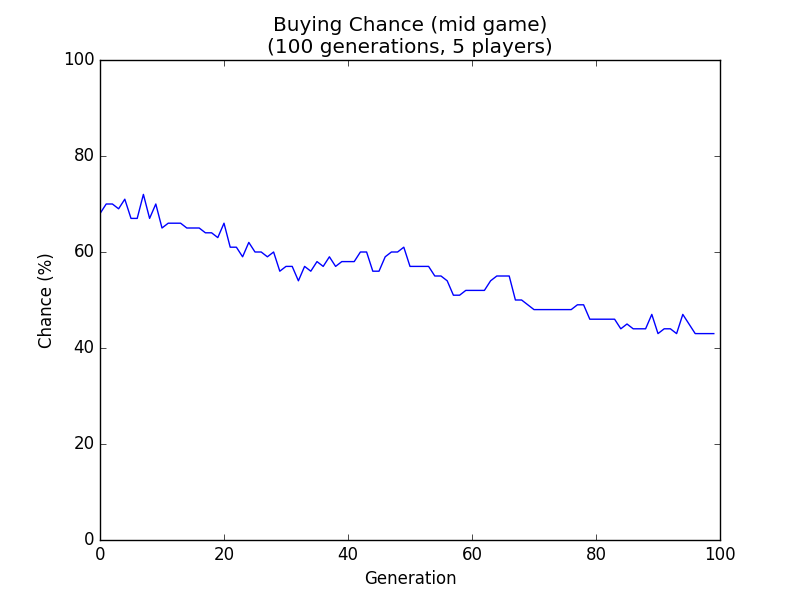 Buying Chance (mid game)
(100 generations, 5 players)
100
80
60
40
20
0
Chance (%)
0 20 40 60 80 100
Generation